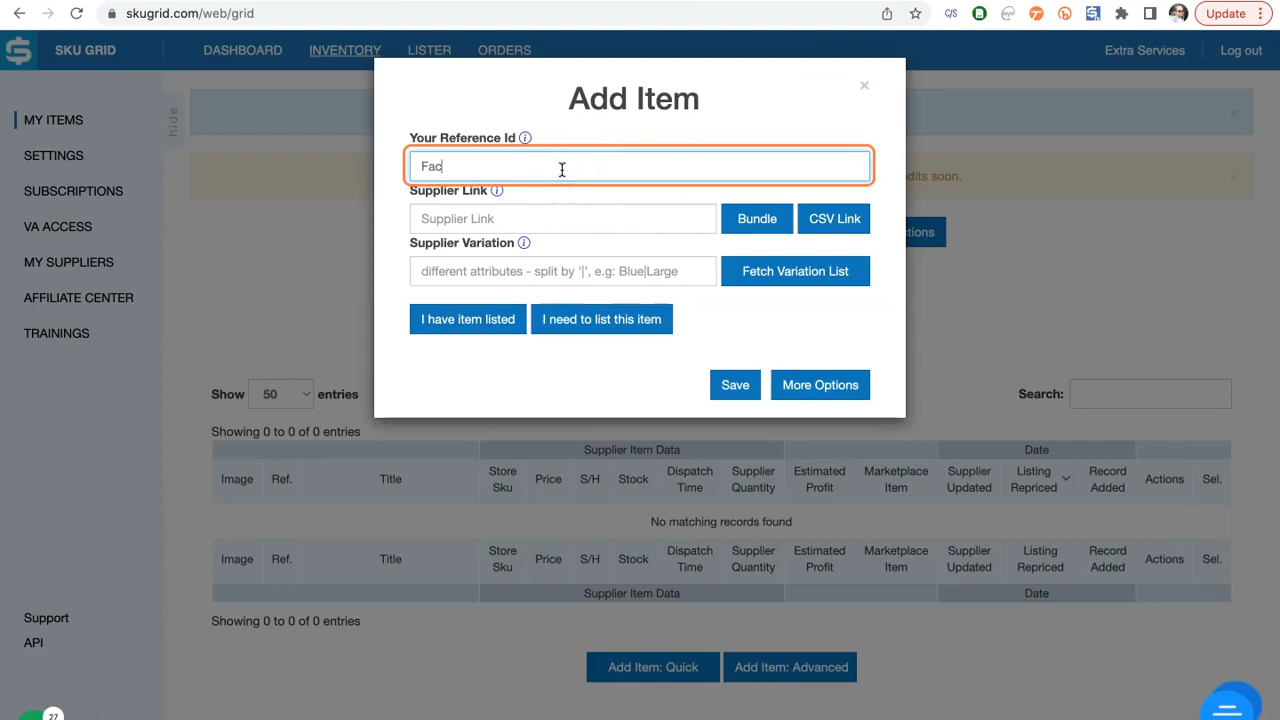 skugrid.com/web/grid
Update
SKU GRID
DASHBOARD
INVENTORY
LISTER
ORDERS
Extra Services
Log out
MY ITEMS
SETTINGS
SUBSCRIPTIONS
VA ACCESS
MY SUPPLIERS
AFFILIATE CENTER
TRAININGS
hide
Add Item
×
Your Reference Id
Fac
Supplier Link
Supplier Link
Bundle
CSV Link
Supplier Variation
different attributes - split by '|', e.g: Blue|Large
Fetch Variation List
I have item listed
I need to list this item
Save
More Options
edits soon.
ctions
Show 50 entries
Search:
Showing 0 to 0 of 0 entries
Supplier Item Data
Date
Image
Ref.
Title
Store Sku
Price
S/H
Stock
Dispatch Time
Supplier Quantity
Estimated Profit
Marketplace Item
Supplier Updated
Listing Repriced
Record Added
Actions
Sel.
No matching records found
Image
Ref.
Title
Store Sku
Price
S/H
Stock
Dispatch Time
Supplier Quantity
Estimated Profit
Marketplace Item
Supplier Updated
Listing Repriced
Record Added
Actions
Sel.
Supplier Item Data
Date
Showing 0 to 0 of 0 entries
Support
API
Add Item: Quick
Add Item: Advanced
27